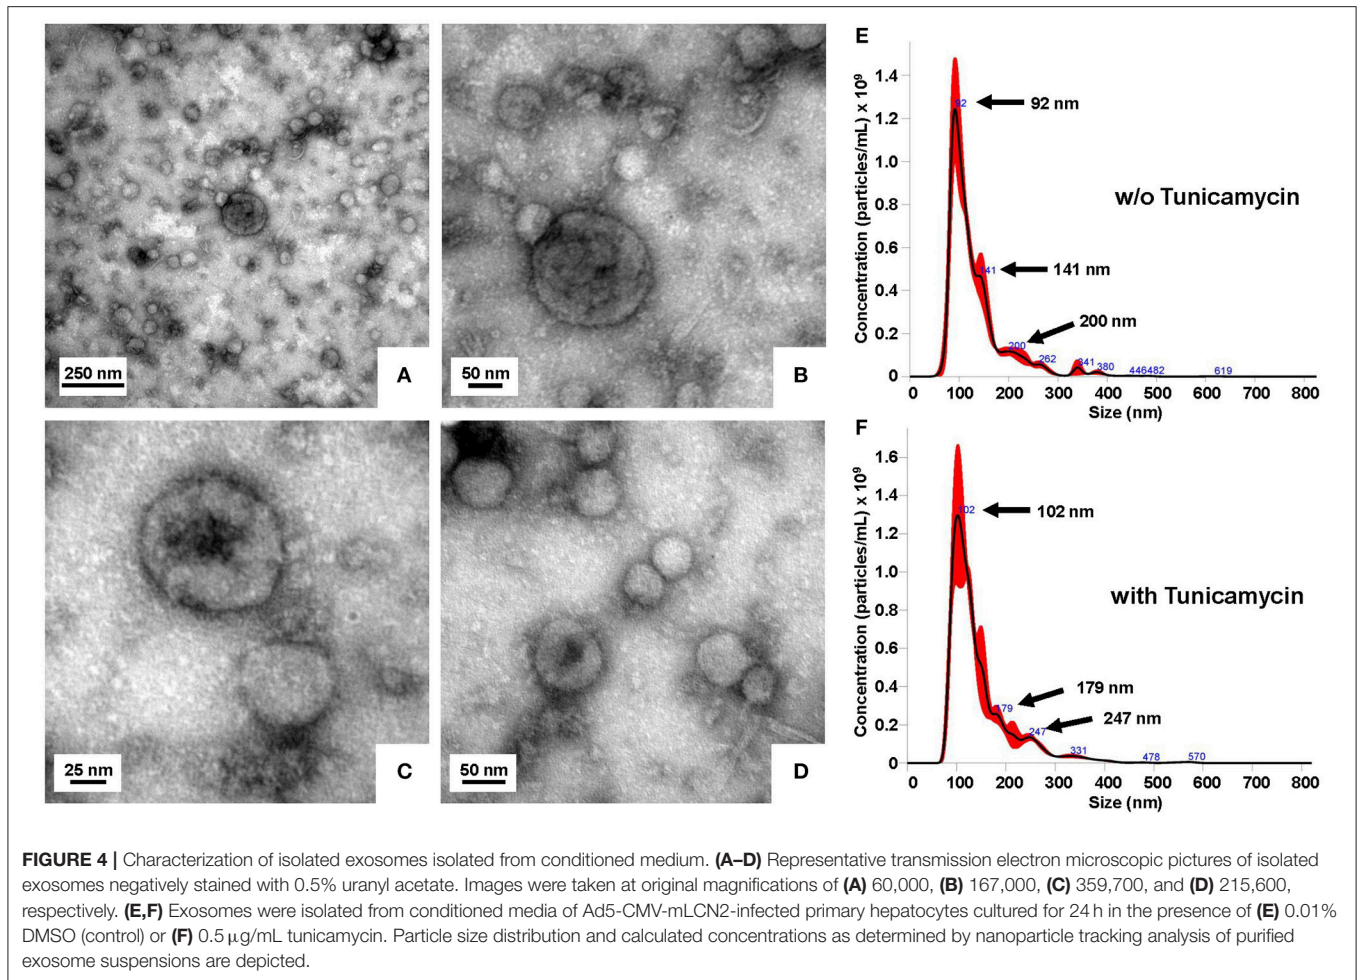 250 nm
A
50 nm
B
25 nm
C
50 nm
D
E
Concentration (particles/mL) x 10⁹
1.4
1.2
1.0
0.8
0.6
0.4
0.2
0
92
92 nm
w/o Tunicamycin
141
141 nm
200 nm
200
262
341
380
446482
619
0 100 200 300 400 500 600 700 800
Size (nm)
F
Concentration (particles/mL) x 10⁹
1.6
1.4
1.2
1.0
0.8
0.6
0.4
0.2
0
102
102 nm
with Tunicamycin
179 nm
179
247 nm
247
331
478
570
0 100 200 300 400 500 600 700 800
Size (nm)
FIGURE 4 | Characterization of isolated exosomes isolated from conditioned medium. (A–D) Representative transmission electron microscopic pictures of isolated
exosomes negatively stained with 0.5% uranyl acetate. Images were taken at original magnifications of (A) 60,000, (B) 167,000, (C) 359,700, and (D) 215,600,
respectively. (E,F) Exosomes were isolated from conditioned media of Ad5-CMV-mLCN2-infected primary hepatocytes cultured for 24 h in the presence of (E) 0.01%
DMSO (control) or (F) 0.5 μg/mL tunicamycin. Particle size distribution and calculated concentrations as determined by nanoparticle tracking analysis of purified
exosome suspensions are depicted.